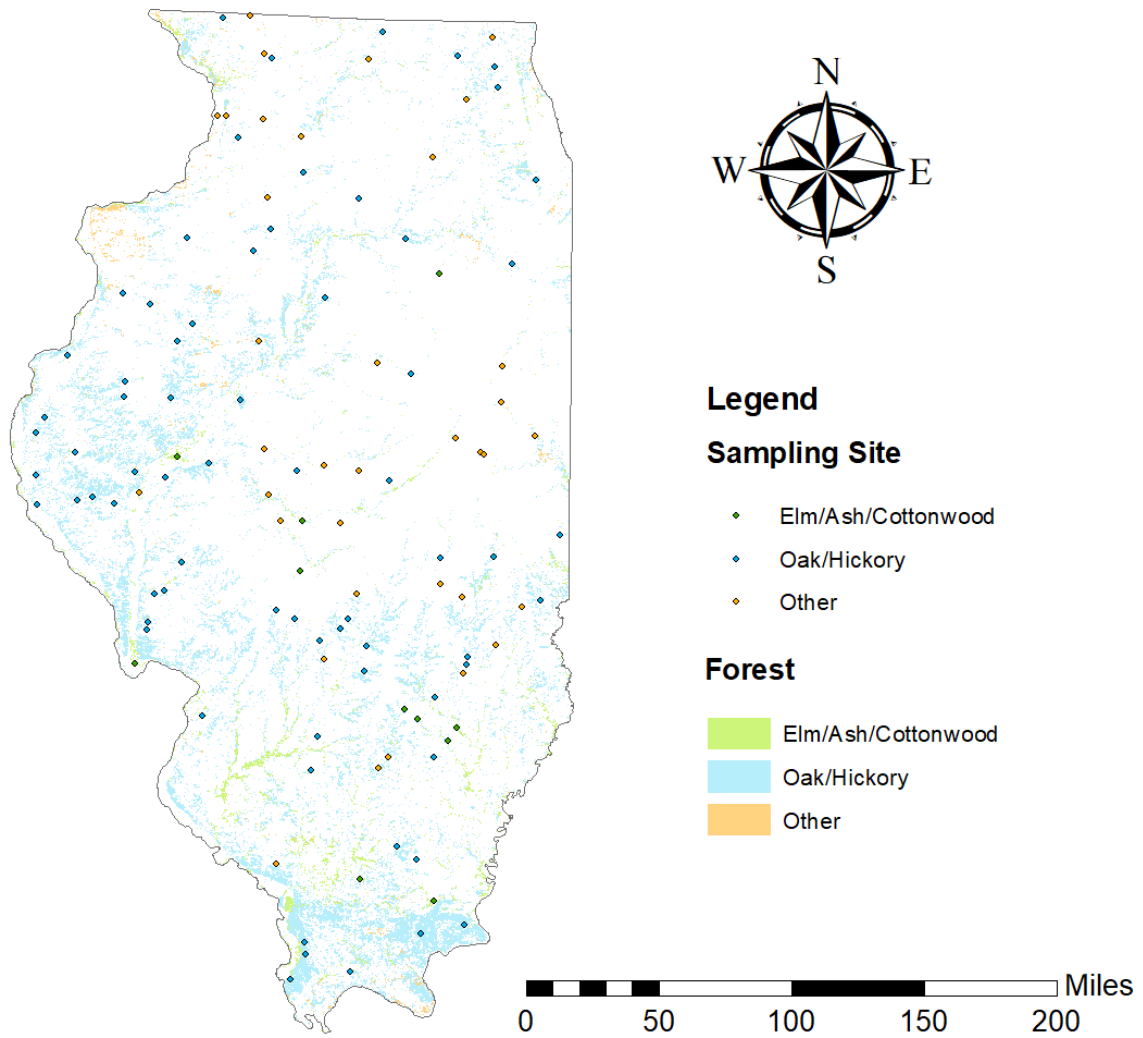 N
W E
S
Legend
Sampling Site
Elm/Ash/Cottonwood
Oak/Hickory
Other
Forest
Elm/Ash/Cottonwood
Oak/Hickory
Other
Miles
0 50 100 150 200